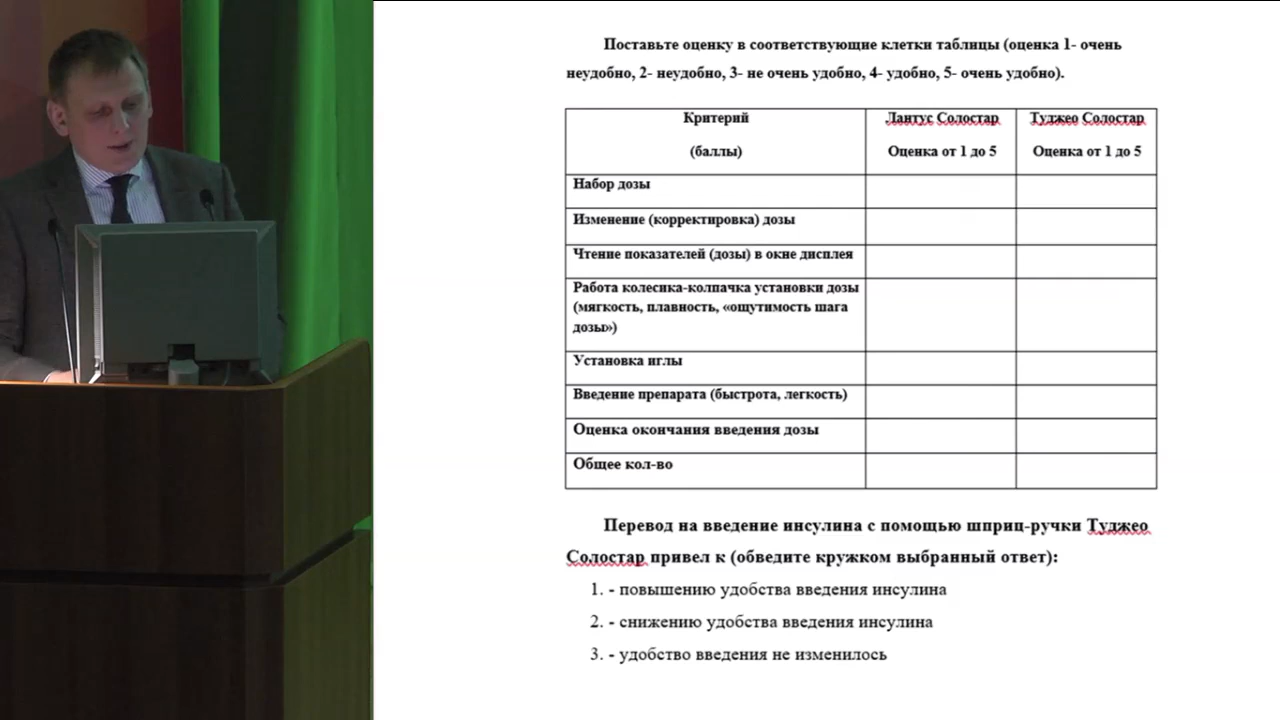 Поставьте оценку в соответствующие клетки таблицы (оценка 1- очень
неудобно, 2- неудобно, 3- не очень удобно, 4- удобно, 5- очень удобно).
Критерий
(баллы)
Лантус Солостар
Оценка от 1 до 5
Туджео Солостар
Оценка от 1 до 5
Набор дозы
Изменение (корректировка) дозы
Чтение показателей (дозы) в окне дисплея
Работа колесика-колпачка установки дозы
(мягкость, плавность, «ощутимость шага
дозы»)
Установка иглы
Введение препарата (быстрота, легкость)
Оценка окончания введения дозы
Общее кол-во
Перевод на введение инсулина с помощью шприц-ручки Туджео
Солостар привел к (обведите кружком выбранный ответ):
1. - повышению удобства введения инсулина
2. - снижению удобства введения инсулина
3. - удобство введения не изменилось